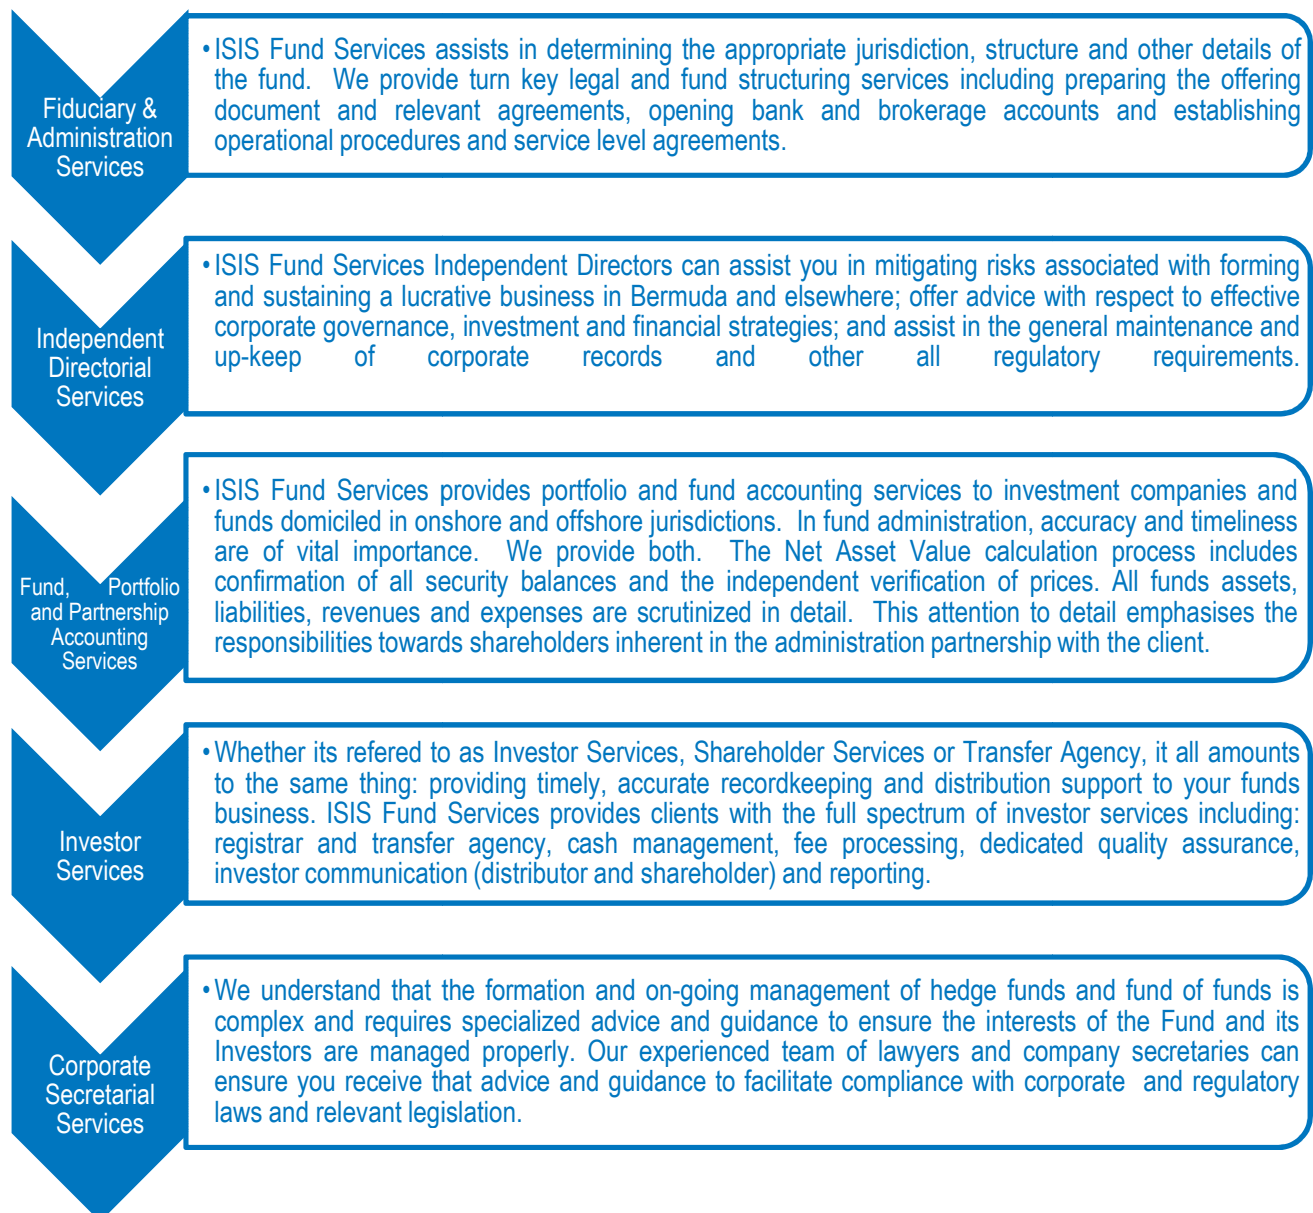 Fiduciary &
Administration
Services
•ISIS Fund Services assists in determining the appropriate jurisdiction, structure and other details of
the fund. We provide turn key legal and fund structuring services including preparing the offering
document and relevant agreements, opening bank and brokerage accounts and establishing
operational procedures and service level agreements.
Independent
Directorial
Services
•ISIS Fund Services Independent Directors can assist you in mitigating risks associated with forming
and sustaining a lucrative business in Bermuda and elsewhere; offer advice with respect to effective
corporate governance, investment and financial strategies; and assist in the general maintenance and
up-keep of corporate records and other all regulatory requirements.
Fund, Portfolio
and Partnership
Accounting
Services
•ISIS Fund Services provides portfolio and fund accounting services to investment companies and
funds domiciled in onshore and offshore jurisdictions. In fund administration, accuracy and timeliness
are of vital importance. We provide both. The Net Asset Value calculation process includes
confirmation of all security balances and the independent verification of prices. All funds assets,
liabilities, revenues and expenses are scrutinized in detail. This attention to detail emphasises the
responsibilities towards shareholders inherent in the administration partnership with the client.
Investor
Services
•Whether its refered to as Investor Services, Shareholder Services or Transfer Agency, it all amounts
to the same thing: providing timely, accurate recordkeeping and distribution support to your funds
business. ISIS Fund Services provides clients with the full spectrum of investor services including:
registrar and transfer agency, cash management, fee processing, dedicated quality assurance,
investor communication (distributor and shareholder) and reporting.
Corporate
Secretarial
Services
•We understand that the formation and on-going management of hedge funds and fund of funds is
complex and requires specialized advice and guidance to ensure the interests of the Fund and its
Investors are managed properly. Our experienced team of lawyers and company secretaries can
ensure you receive that advice and guidance to facilitate compliance with corporate and regulatory
laws and relevant legislation.